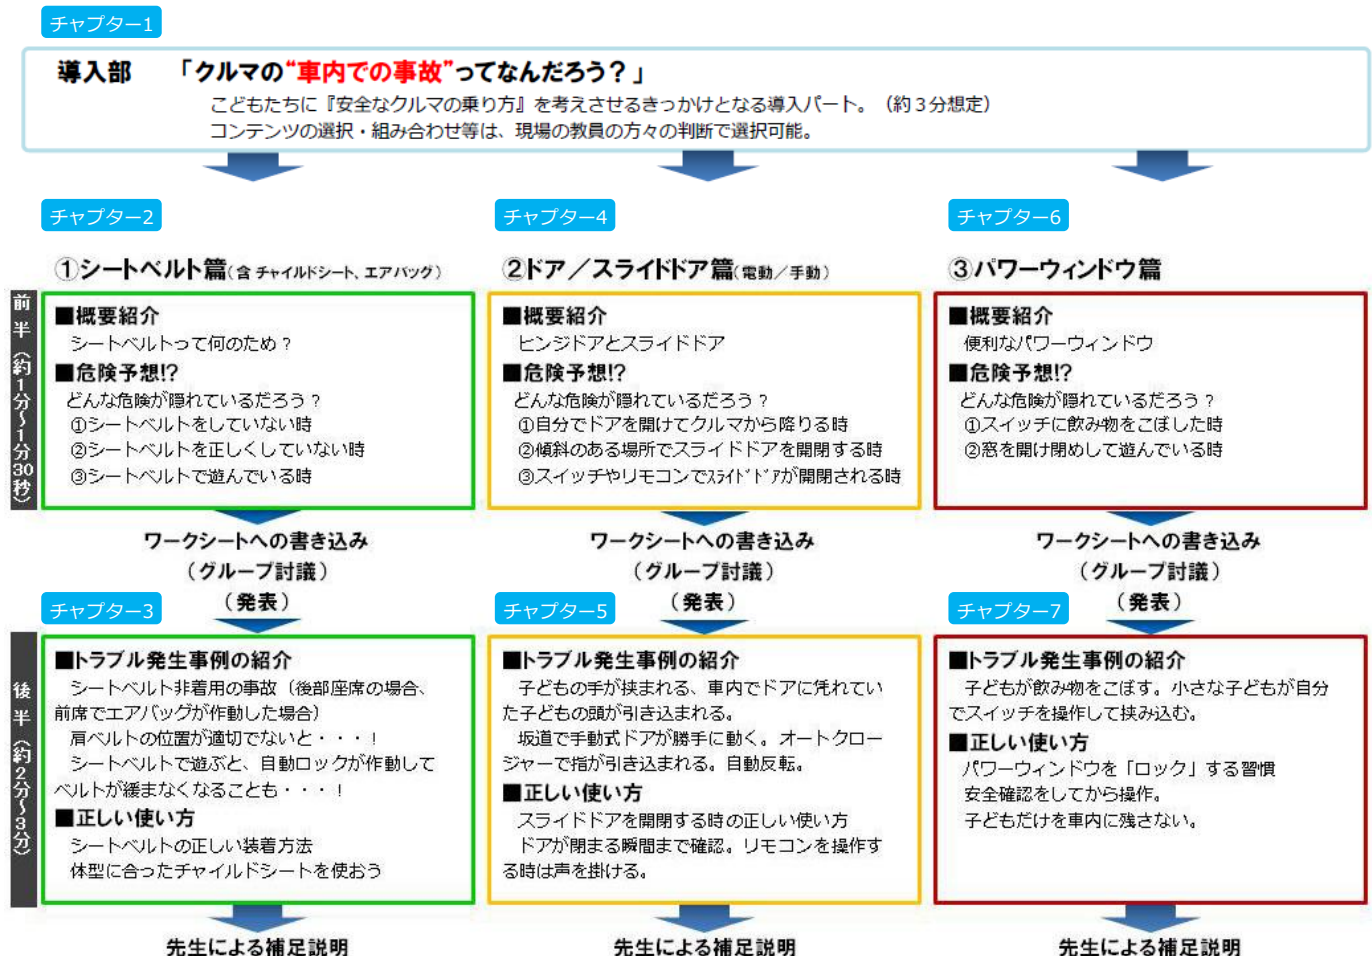 チャプター1
導入部 「クルマの“車内での事故”ってなんだろう？」
こどもたちに『安全なクルマの乗り方』を考えさせるきっかけとなる導入パート。（約３分想定）
コンテンツの選択・組み合わせ等は、現場の教員の方々の判断で選択可能。
チャプター2
①シートベルト篇(含 チャイルドシート、エアバッグ)
前半（約1分～1分30秒）
■概要紹介
シートベルトって何のため？
■危険予想!?
どんな危険が隠れているだろう？
①シートベルトをしていない時
②シートベルトを正しくしていない時
③シートベルトで遊んでいる時
ワークシートへの書き込み
（グループ討議）
（発表）
チャプター3
後半（約2分～3分）
■トラブル発生事例の紹介
シートベルト非着用の事故（後部座席の場合、
前席でエアバッグが作動した場合）
肩ベルトの位置が適切でないと・・・！
シートベルトで遊ぶと、自動ロックが作動して
ベルトが緩まなくなることも・・・！
■正しい使い方
シートベルトの正しい装着方法
体型に合ったチャイルドシートを使おう
先生による補足説明
チャプター4
②ドア／スライドドア篇(電動／手動)
■概要紹介
ヒンジドアとスライドドア
■危険予想!?
どんな危険が隠れているだろう？
①自分でドアを開けてクルマから降りる時
②傾斜のある場所でスライドドアを開閉する時
③スイッチやリモコンでｽﾗｲﾄﾞﾄﾞｱが開閉される時
ワークシートへの書き込み
（グループ討議）
（発表）
チャプター5
■トラブル発生事例の紹介
子どもの手が挟まれる、車内でドアに凭れてい
た子どもの頭が引き込まれる。
坂道で手動式ドアが勝手に動く。オートクロー
ジャーで指が引き込まれる。自動反転。
■正しい使い方
スライドドアを開閉する時の正しい使い方
ドアが閉まる瞬間まで確認。リモコンを操作す
る時は声を掛ける。
先生による補足説明
チャプター6
③パワーウィンドウ篇
■概要紹介
便利なパワーウィンドウ
■危険予想!?
どんな危険が隠れているだろう？
①スイッチに飲み物をこぼした時
②窓を開け閉めして遊んでいる時
ワークシートへの書き込み
（グループ討議）
（発表）
チャプター7
■トラブル発生事例の紹介
子どもが飲み物をこぼす。小さな子どもが自分
でスイッチを操作して挟み込む。
■正しい使い方
パワーウィンドウを「ロック」する習慣
安全確認をしてから操作。
子どもだけを車内に残さない。
先生による補足説明